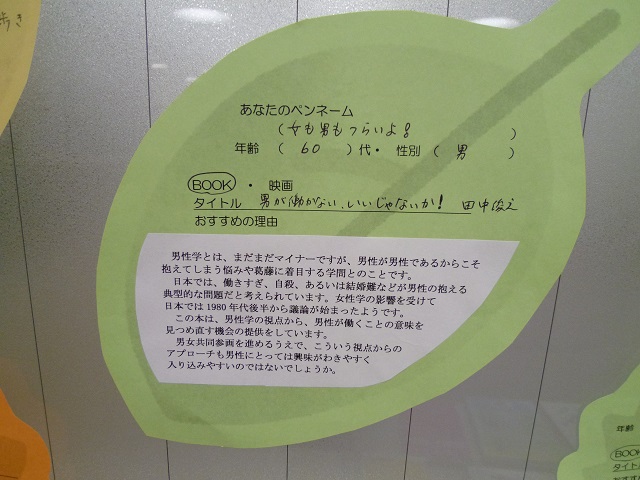 歩き
あなたのペンネーム
(女も男もつらいよ! )
年齢 ( 60 )代・ 性別 ( 男 )
BOOK ・ 映画
タイトル 男が働かない、いいじゃないか! 田中俊之
おすすめの理由
男性学とは、まだまだマイナーですが、男性が男性であるからこそ
抱えてしまう悩みや葛藤に着目する学問とのことです。
日本では、働きすぎ、自殺、あるいは結婚難などが男性の抱える
典型的な問題だと考えられています。女性学の影響を受けて
日本では1980年代後半から議論が始まったようです。
この本は、男性学の視点から、男性が働くことの意味を
見つめ直す機会の提供をしています。
男女共同参画を進めるうえで、こういう視点からの
アプローチも男性にとっては興味がわきやすく
入り込みやすいのではないでしょうか。
年齢
BOOK
タイトル
おすす